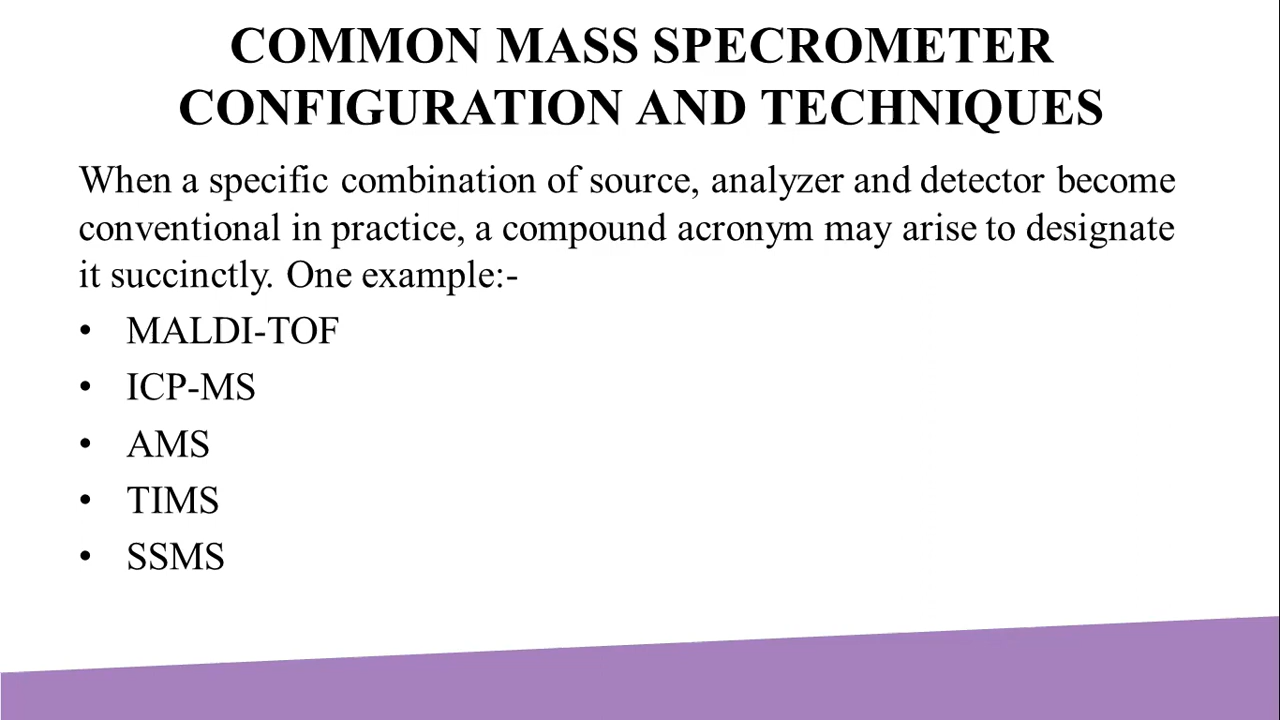 COMMON MASS SPECROMETER
CONFIGURATION AND TECHNIQUES
When a specific combination of source, analyzer and detector become
conventional in practice, a compound acronym may arise to designate
it succinctly. One example:-
• MALDI-TOF
• ICP-MS
• AMS
• TIMS
• SSMS